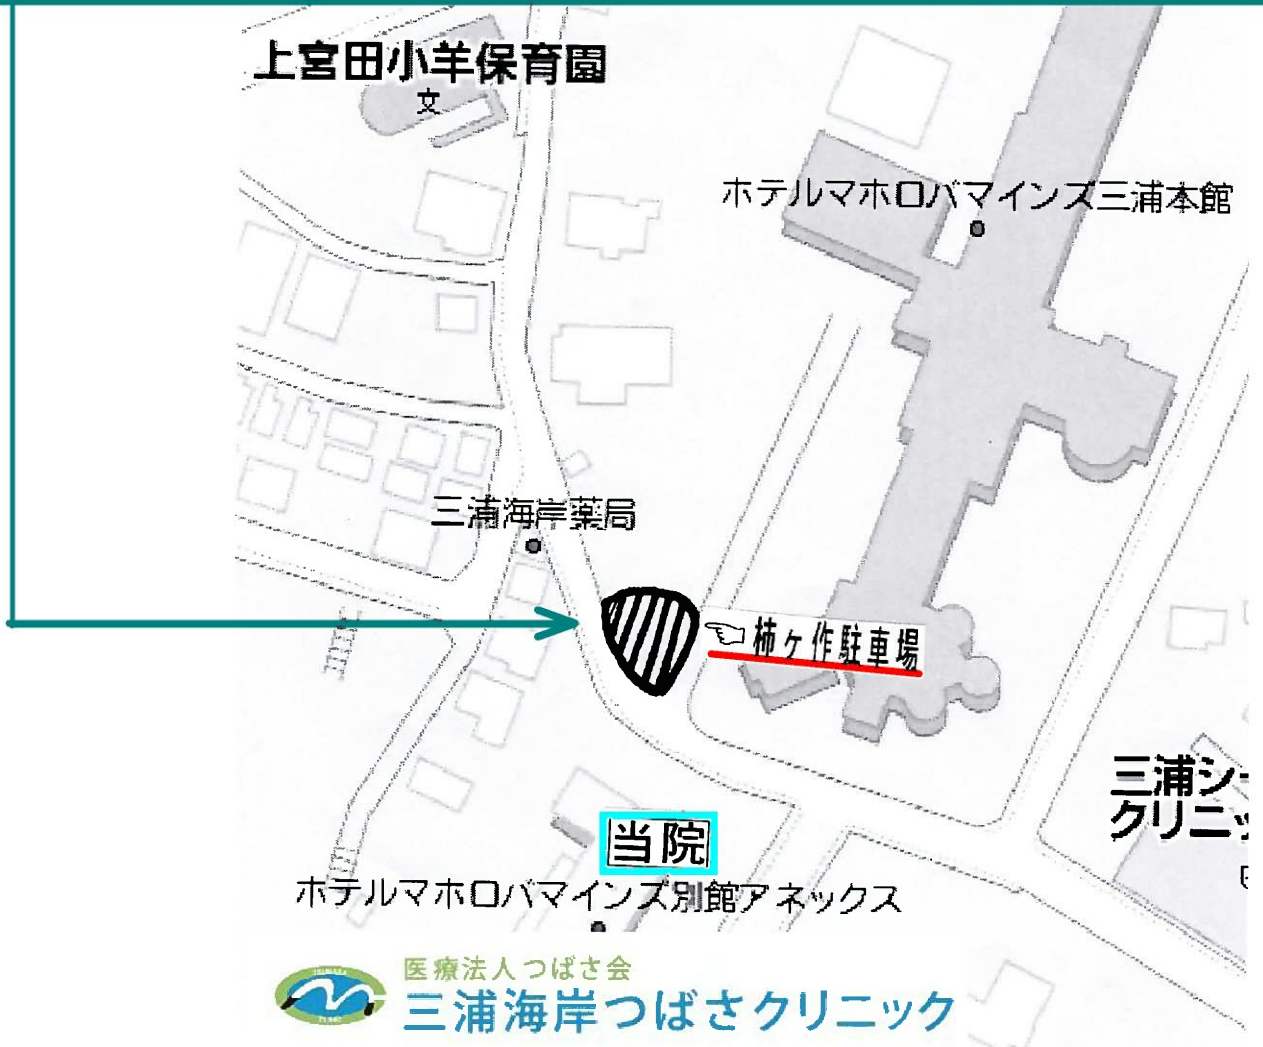 上宮田小羊保育園
文
ホテルマホロバマインズ三浦本館
三浦海岸薬局
柿ヶ作駐車場
三浦シー
クリニッ
当院
ホテルマホロバマインズ別館アネックス
医療法人つばさ会
三浦海岸つばさクリニック